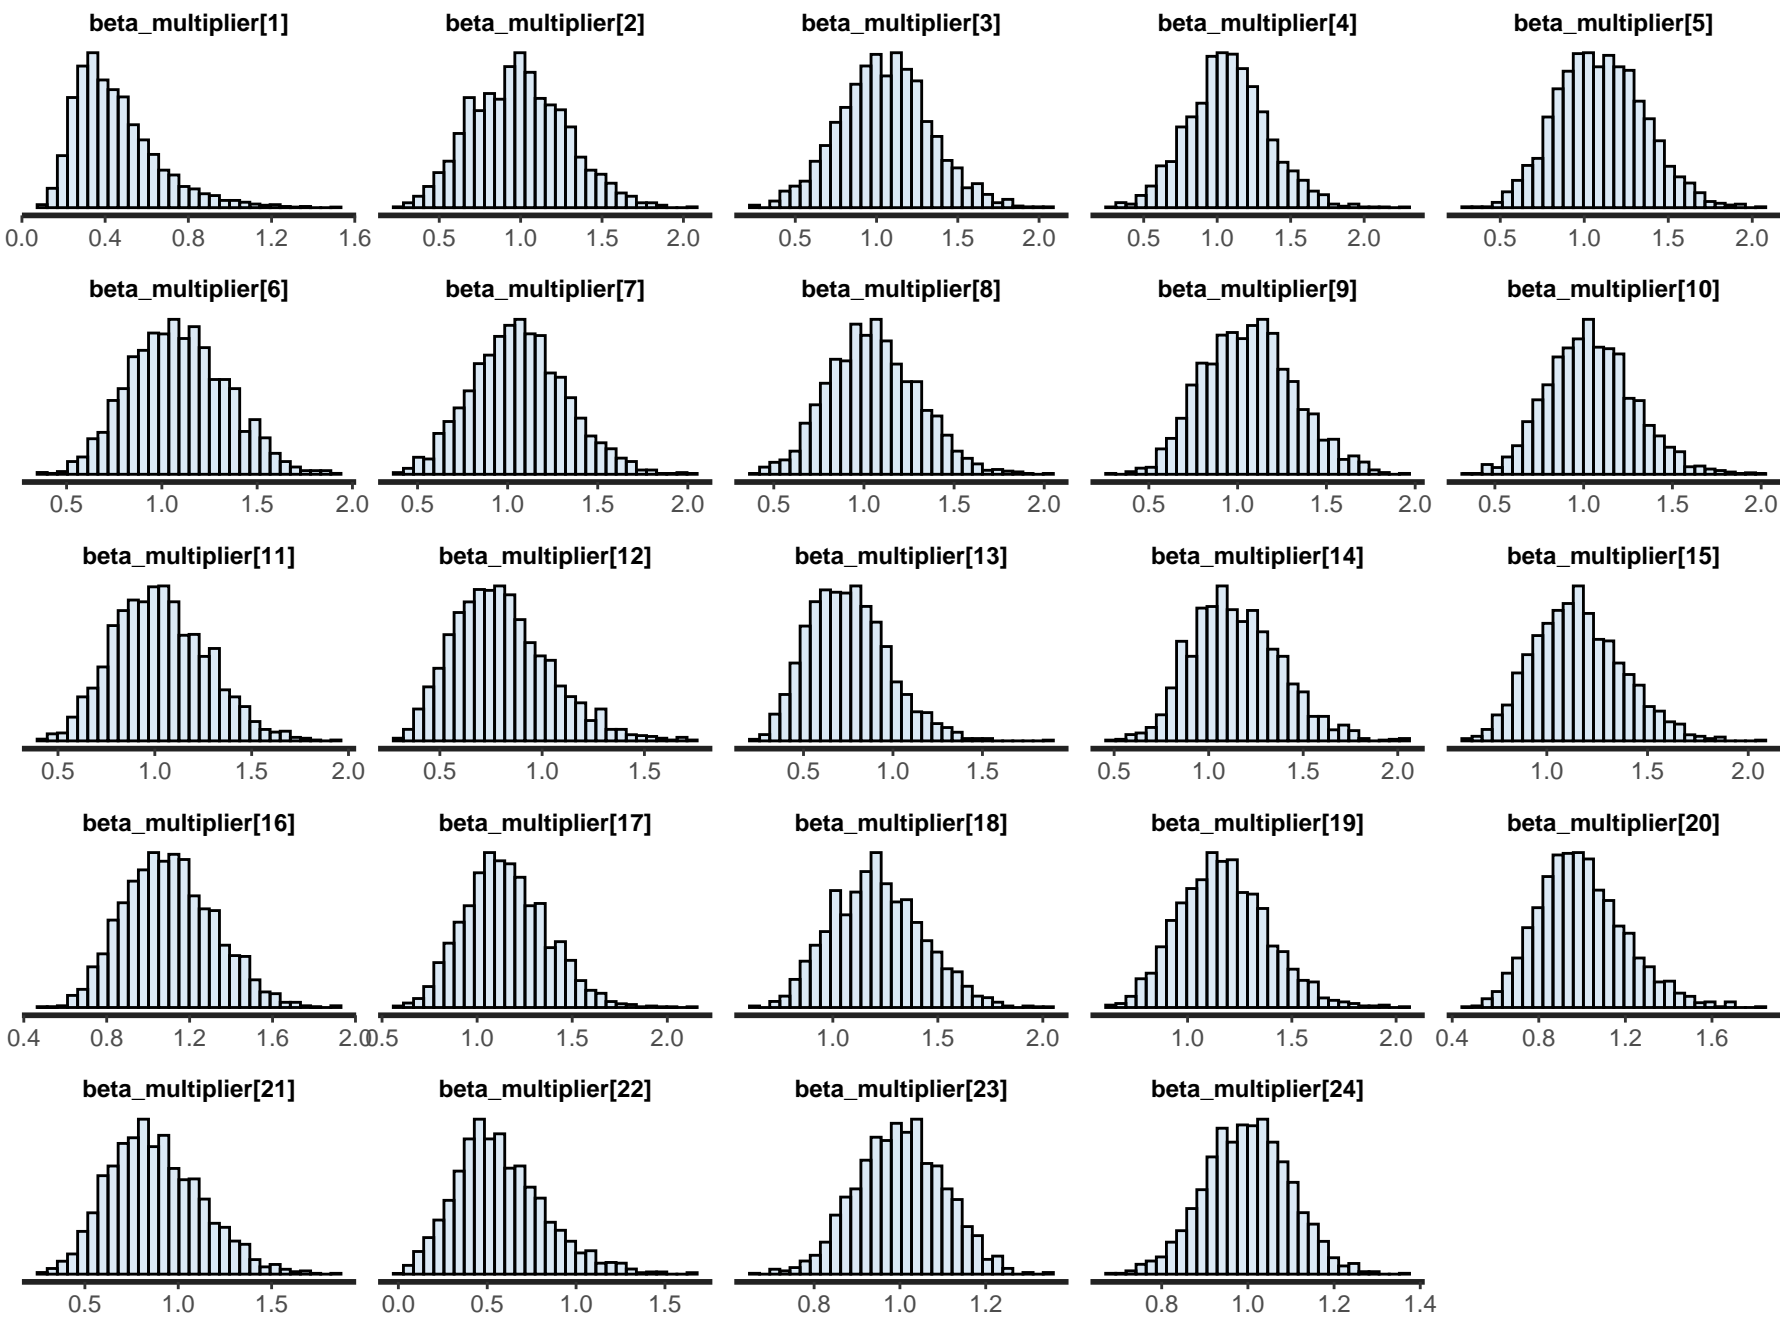 beta_multiplier[1] beta_multiplier[2] beta_multiplier[3] beta_multiplier[4] beta_multiplier[5]
0.0 0.4 0.8 1.2 1.6 0.5 1.0 1.5 2.0 0.5 1.0 1.5 2.0 0.5 1.0 1.5 2.0 0.5 1.0 1.5 2.0
beta_multiplier[6] beta_multiplier[7] beta_multiplier[8] beta_multiplier[9] beta_multiplier[10]
0.5 1.0 1.5 2.0 0.5 1.0 1.5 2.0 0.5 1.0 1.5 2.0 0.5 1.0 1.5 2.0 0.5 1.0 1.5 2.0
beta_multiplier[11] beta_multiplier[12] beta_multiplier[13] beta_multiplier[14] beta_multiplier[15]
0.5 1.0 1.5 2.0 0.5 1.0 1.5 0.5 1.0 1.5 0.5 1.0 1.5 2.0 1.0 1.5 2.0
beta_multiplier[16] beta_multiplier[17] beta_multiplier[18] beta_multiplier[19] beta_multiplier[20]
0.4 0.8 1.2 1.6 2.0 0.5 1.0 1.5 2.0 1.0 1.5 2.0 1.0 1.5 2.0 0.4 0.8 1.2 1.6
beta_multiplier[21] beta_multiplier[22] beta_multiplier[23] beta_multiplier[24]
0.5 1.0 1.5 0.0 0.5 1.0 1.5 0.8 1.0 1.2 0.8 1.0 1.2 1.4